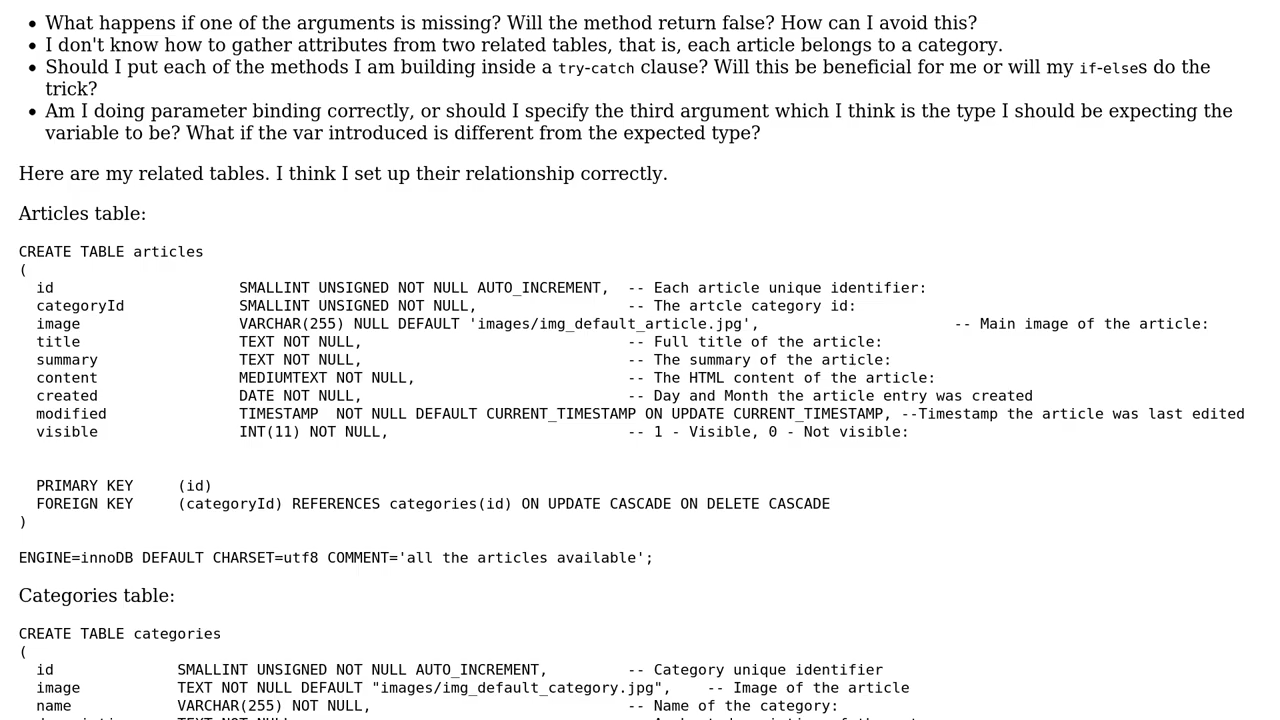 • What happens if one of the arguments is missing? Will the method return false? How can I avoid this?
• I don't know how to gather attributes from two related tables, that is, each article belongs to a category.
• Should I put each of the methods I am building inside a try-catch clause? Will this be beneficial for me or will my if-elses do the
trick?
• Am I doing parameter binding correctly, or should I specify the third argument which I think is the type I should be expecting the
variable to be? What if the var introduced is different from the expected type?
Here are my related tables. I think I set up their relationship correctly.
Articles table:
CREATE TABLE articles
(
id SMALLINT UNSIGNED NOT NULL AUTO_INCREMENT, -- Each article unique identifier:
categoryId SMALLINT UNSIGNED NOT NULL, -- The artcle category id:
image VARCHAR(255) NULL DEFAULT 'images/img_default_article.jpg', -- Main image of the article:
title TEXT NOT NULL, -- Full title of the article:
summary TEXT NOT NULL, -- The summary of the article:
content MEDIUMTEXT NOT NULL, -- The HTML content of the article:
created DATE NOT NULL, -- Day and Month the article entry was created
modified TIMESTAMP  NOT NULL DEFAULT CURRENT_TIMESTAMP ON UPDATE CURRENT_TIMESTAMP, --Timestamp the article was last edited
visible INT(11) NOT NULL, -- 1 - Visible, 0 - Not visible:
PRIMARY KEY (id)
FOREIGN KEY (categoryId) REFERENCES categories(id) ON UPDATE CASCADE ON DELETE CASCADE
)
ENGINE=innoDB DEFAULT CHARSET=utf8 COMMENT='all the articles available';
Categories table:
CREATE TABLE categories
(
id SMALLINT UNSIGNED NOT NULL AUTO_INCREMENT, -- Category unique identifier
image TEXT NOT NULL DEFAULT "images/img_default_category.jpg", -- Image of the article
name VARCHAR(255) NOT NULL, -- Name of the category: